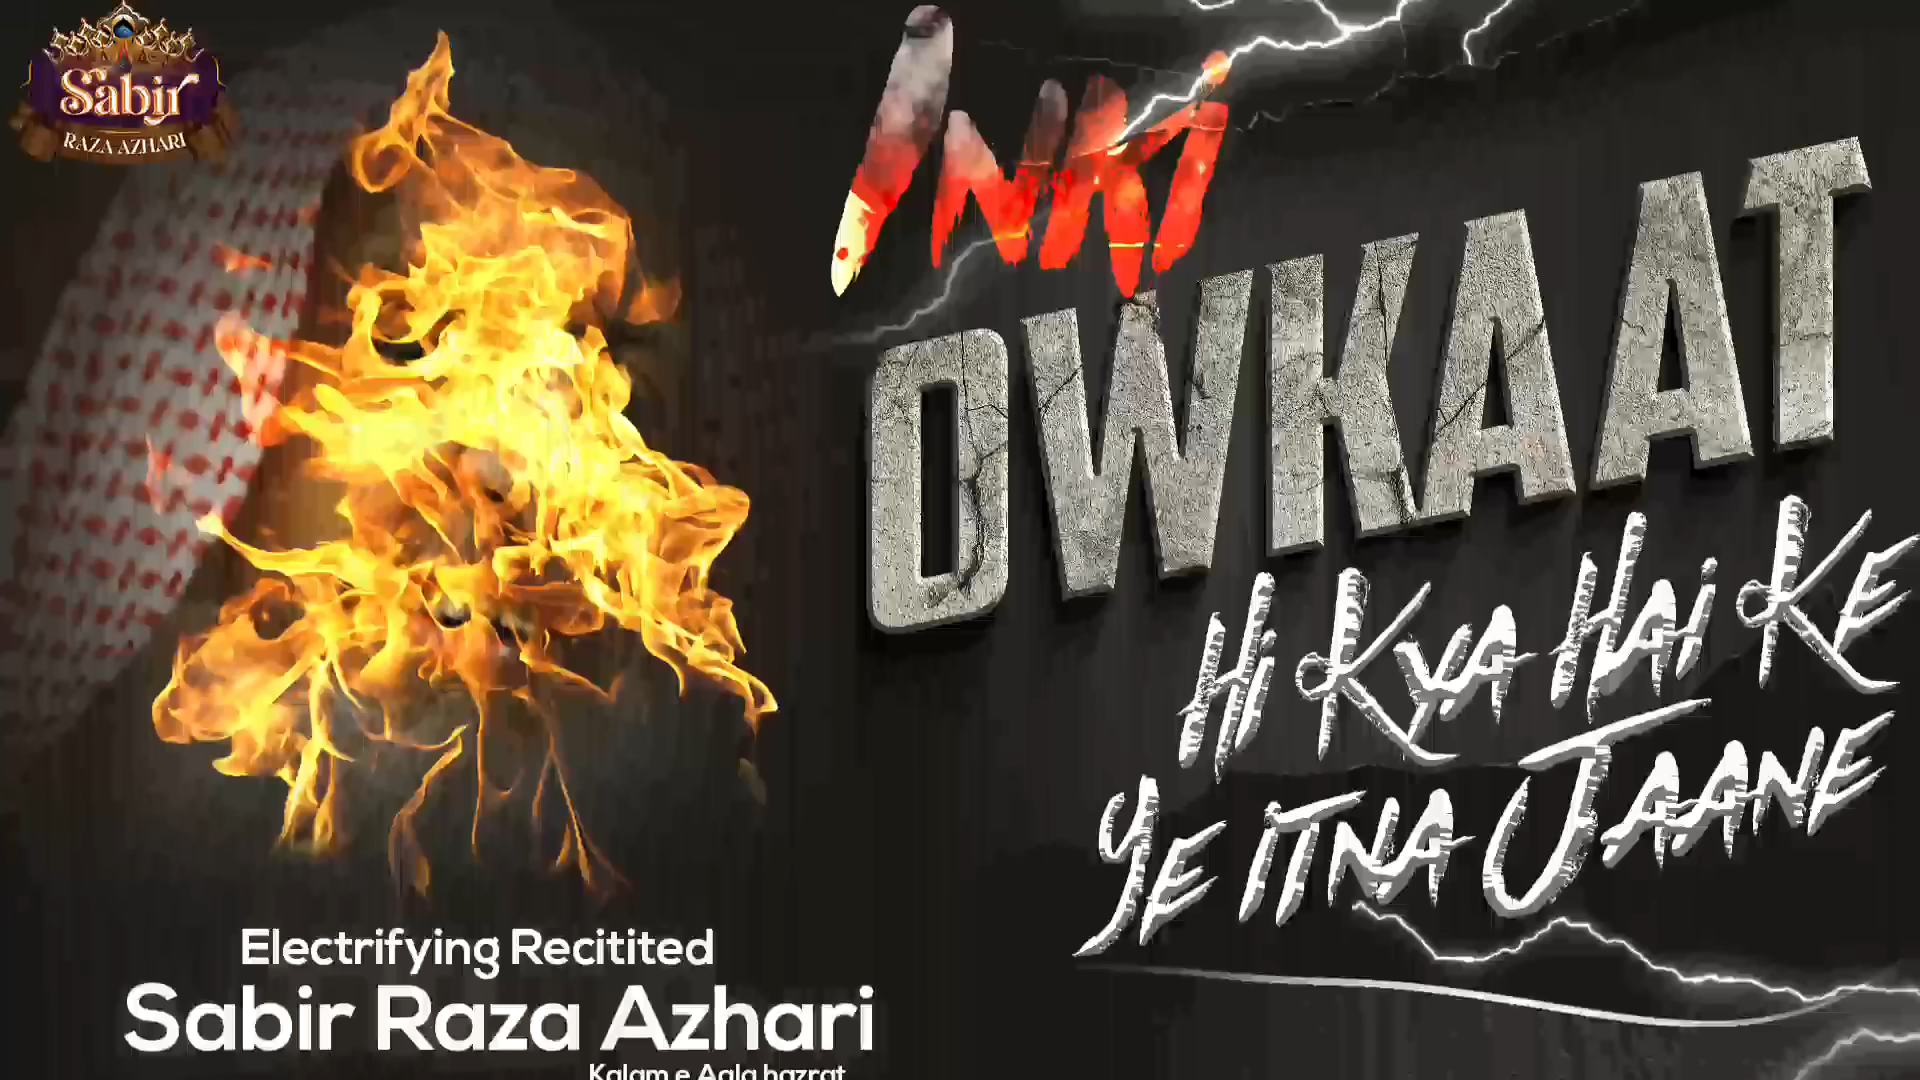 Sabir
RAZA AZHARI
INKI
OWKAAT
Hi KYA HAi KE
YE ITNA JAANE
Electrifying Recitited
Sabir Raza Azhari
Kalam e Aala hazrat